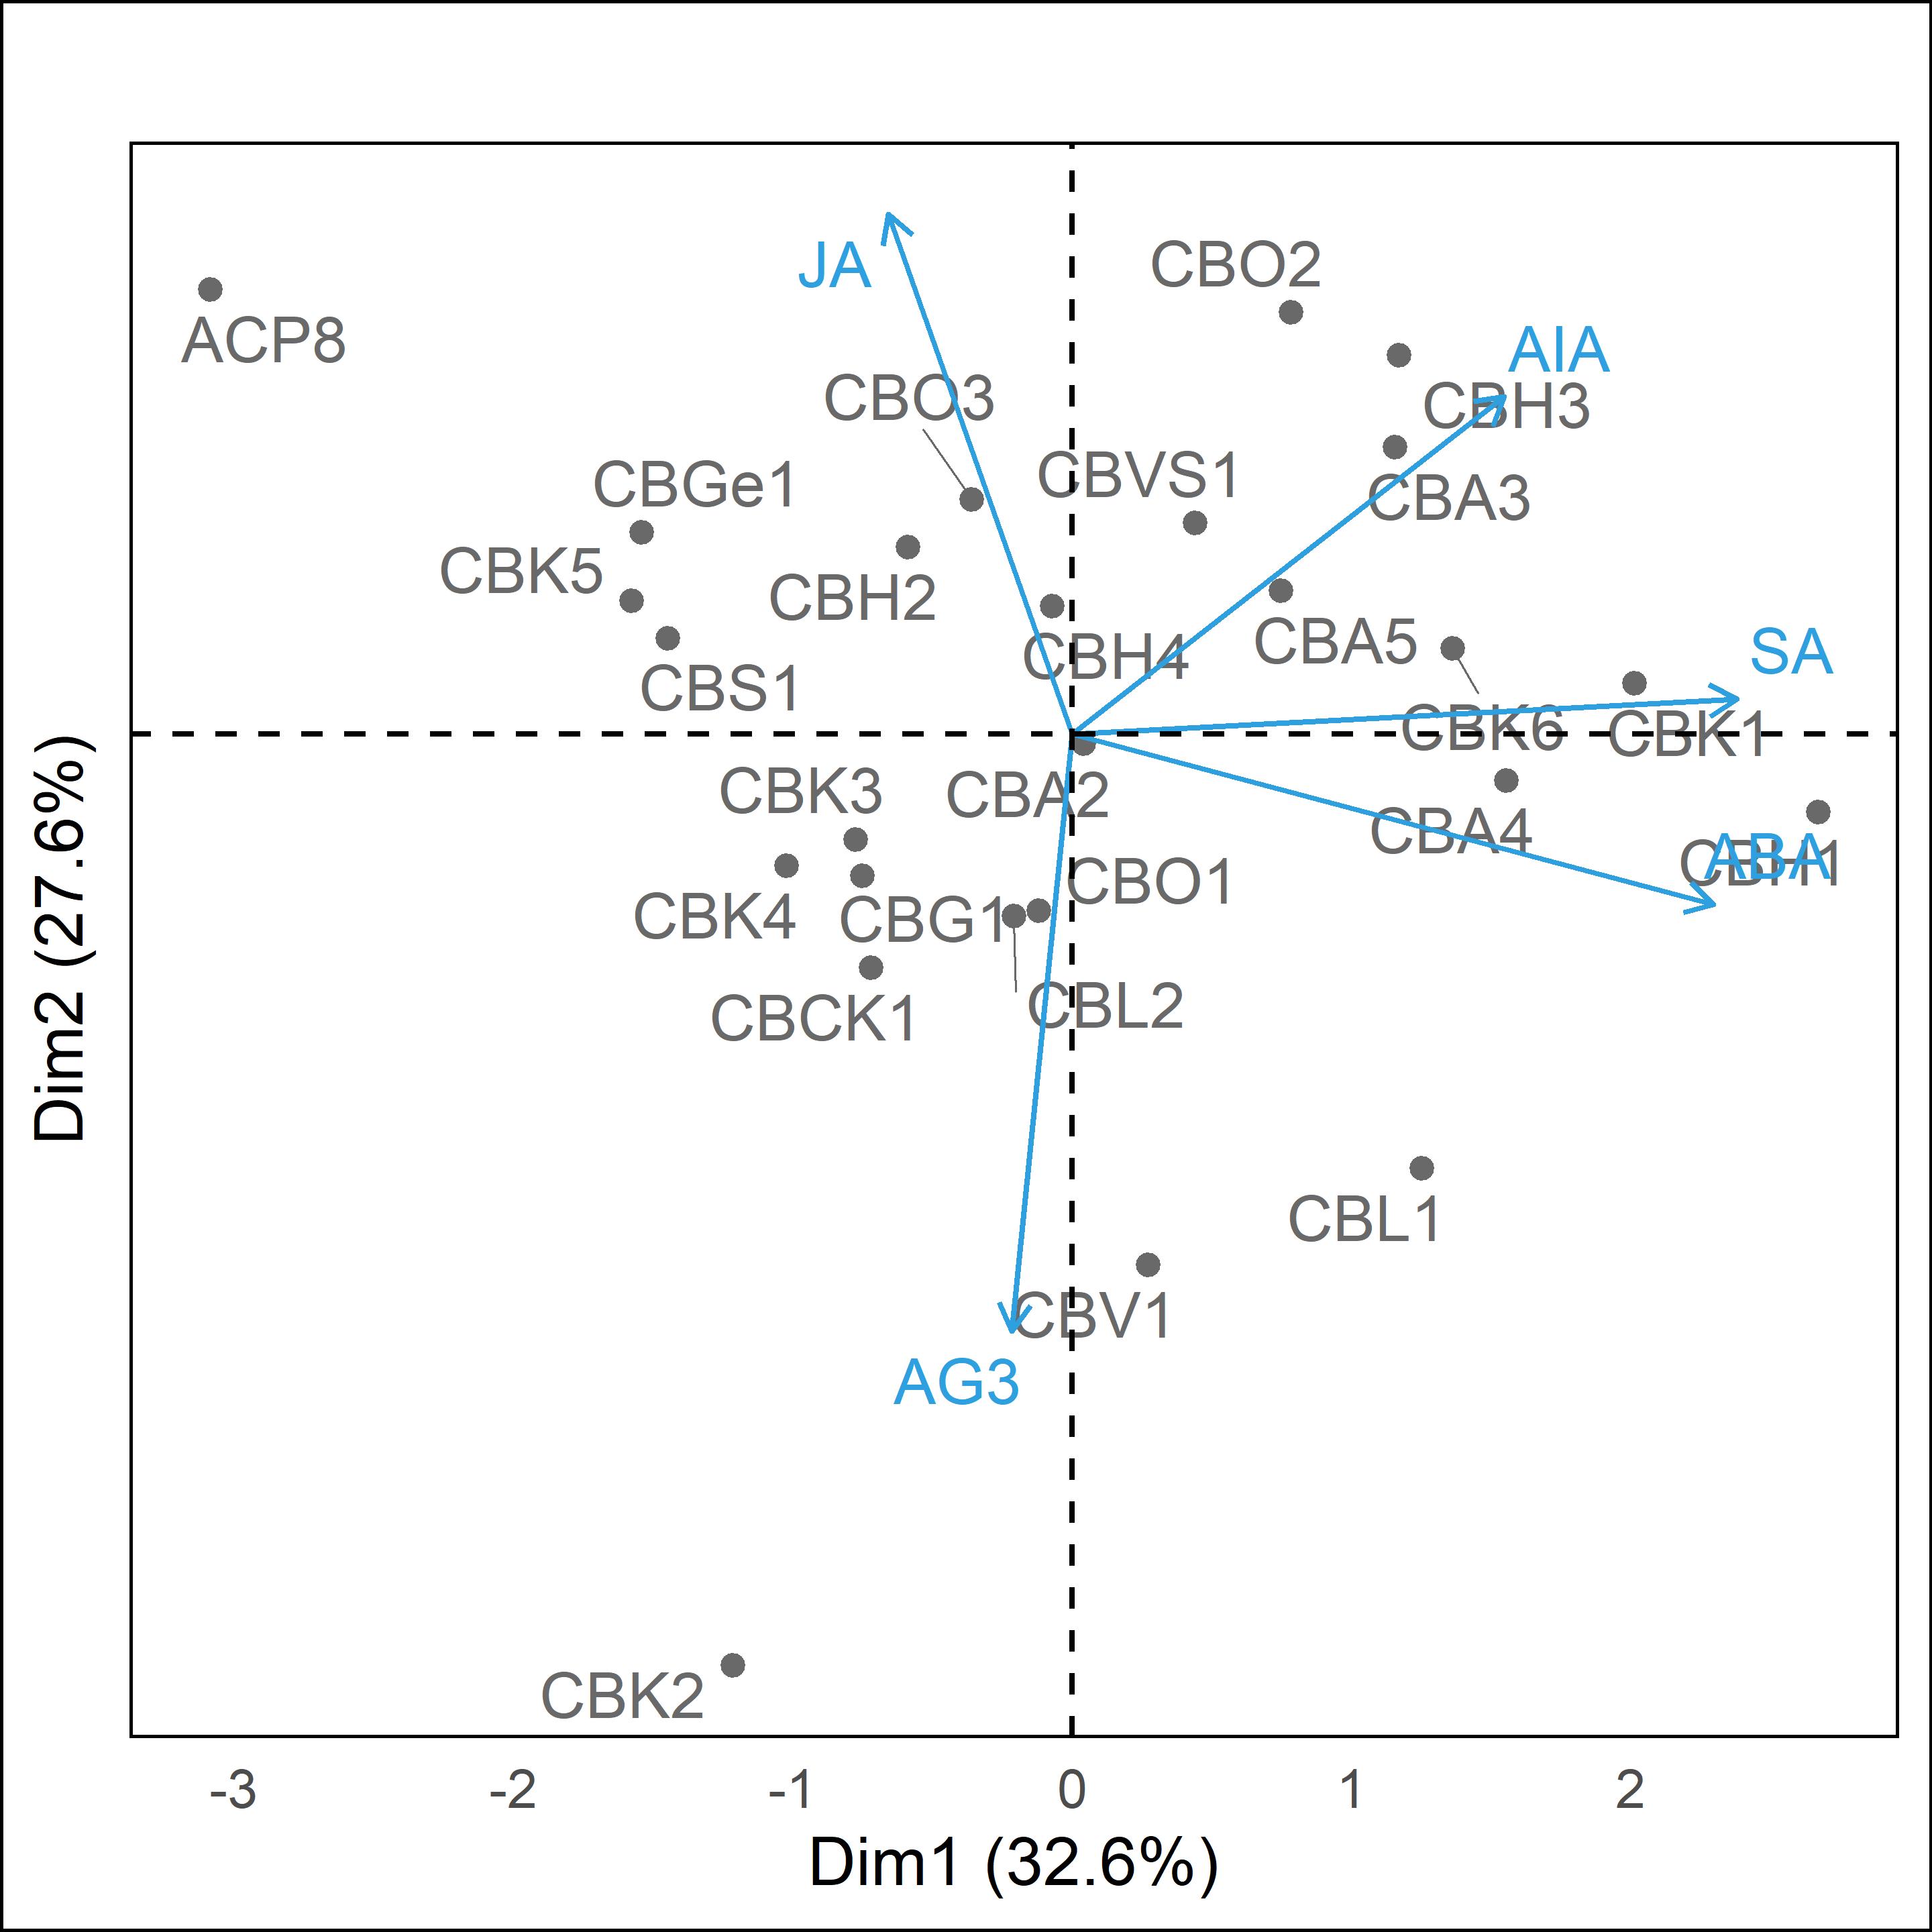 CBO2
JA
ACP8
AIA
CBO3
CBH3
CBVS1
CBGe1
CBA3
CBK5
CBH2
CBA5
CBH4
SA
CBS1
CBK6
CBK1
CBK3
CBA2
CBA4
ABA
CBH1
CBO1
CBK4
CBG1
CBL2
CBCK1
CBL1
CBV1
AG3
CBK2
Dim2 (27.6%)
-3 -2 -1 0 1 2
Dim1 (32.6%)